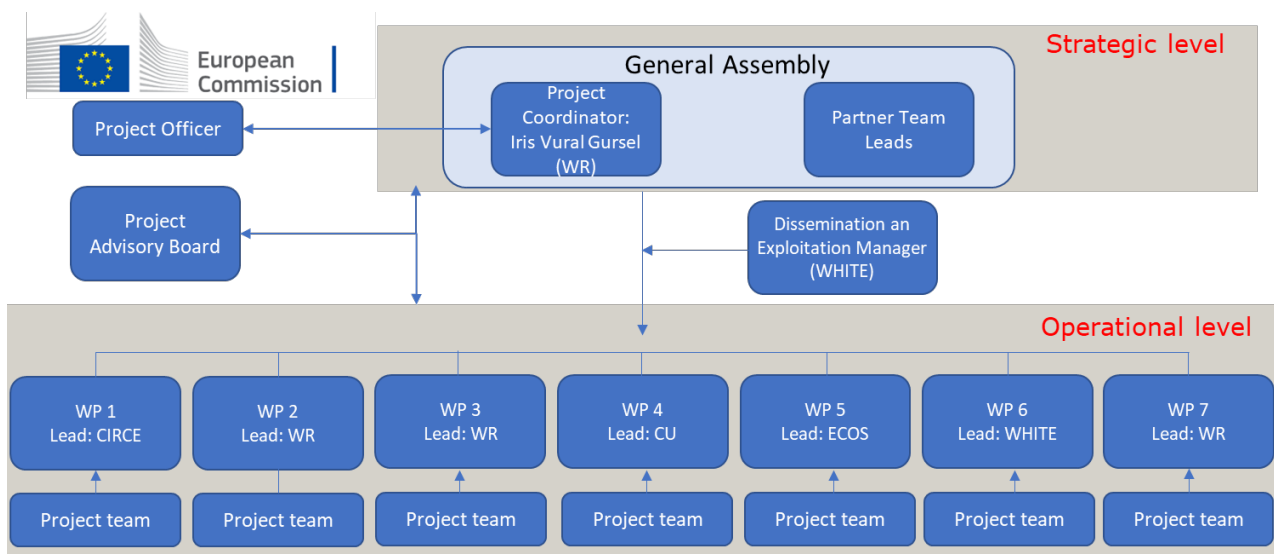 European
Commission
Strategic level
General Assembly
Project
Coordinator:
Iris Vural Gursel
(WR)
Partner Team
Leads
Project Officer
Project
Advisory Board
Dissemination an
Exploitation Manager
(WHITE)
Operational level
WP 1
Lead: CIRCE
WP 2
Lead: WR
WP 3
Lead: WR
WP 4
Lead: CU
WP 5
Lead: ECOS
WP 6
Lead: WHITE
WP 7
Lead: WR
Project team
Project team
Project team
Project team
Project team
Project team
Project team